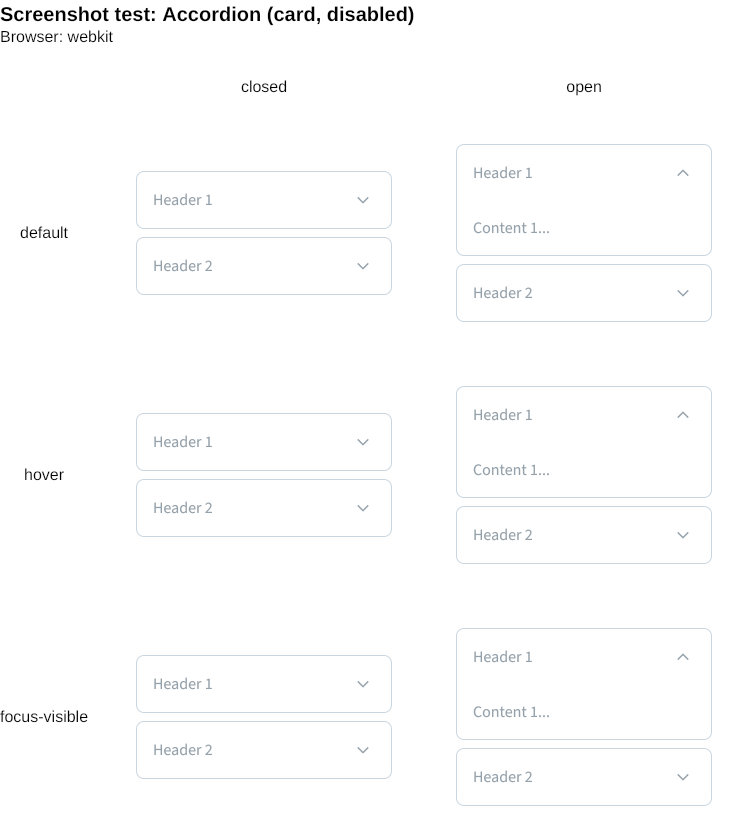 Screenshot test: Accordion (card, disabled)
Browser: webkit
closed
open
default
Header 1
Header 2
Header 1
Content 1...
Header 2
hover
Header 1
Header 2
Header 1
Content 1...
Header 2
focus-visible
Header 1
Header 2
Header 1
Content 1...
Header 2